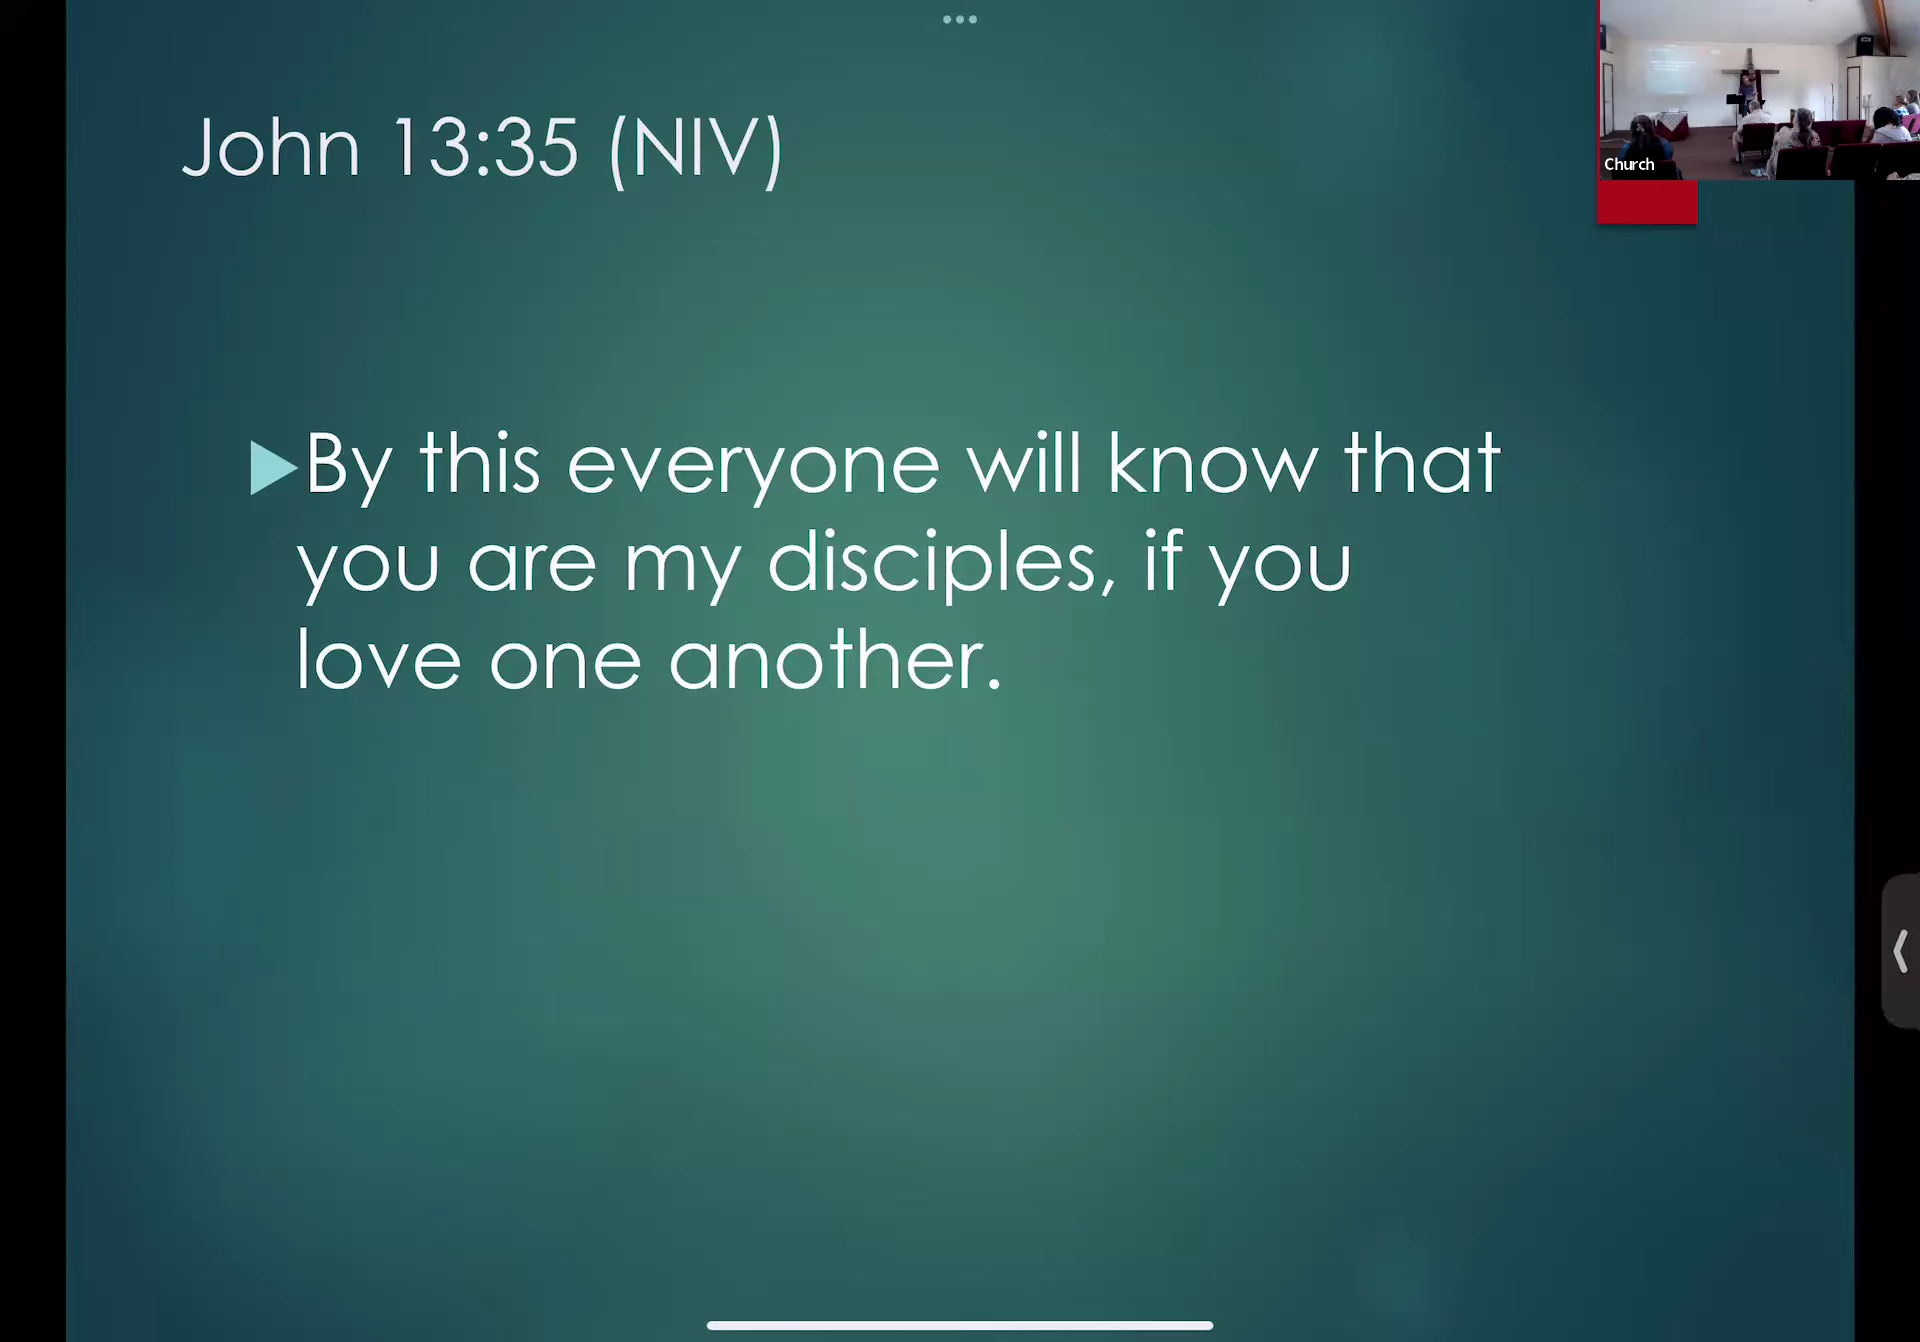 John 13:35 (NIV)
Church
By this everyone will know that
you are my disciples, if you
love one another.